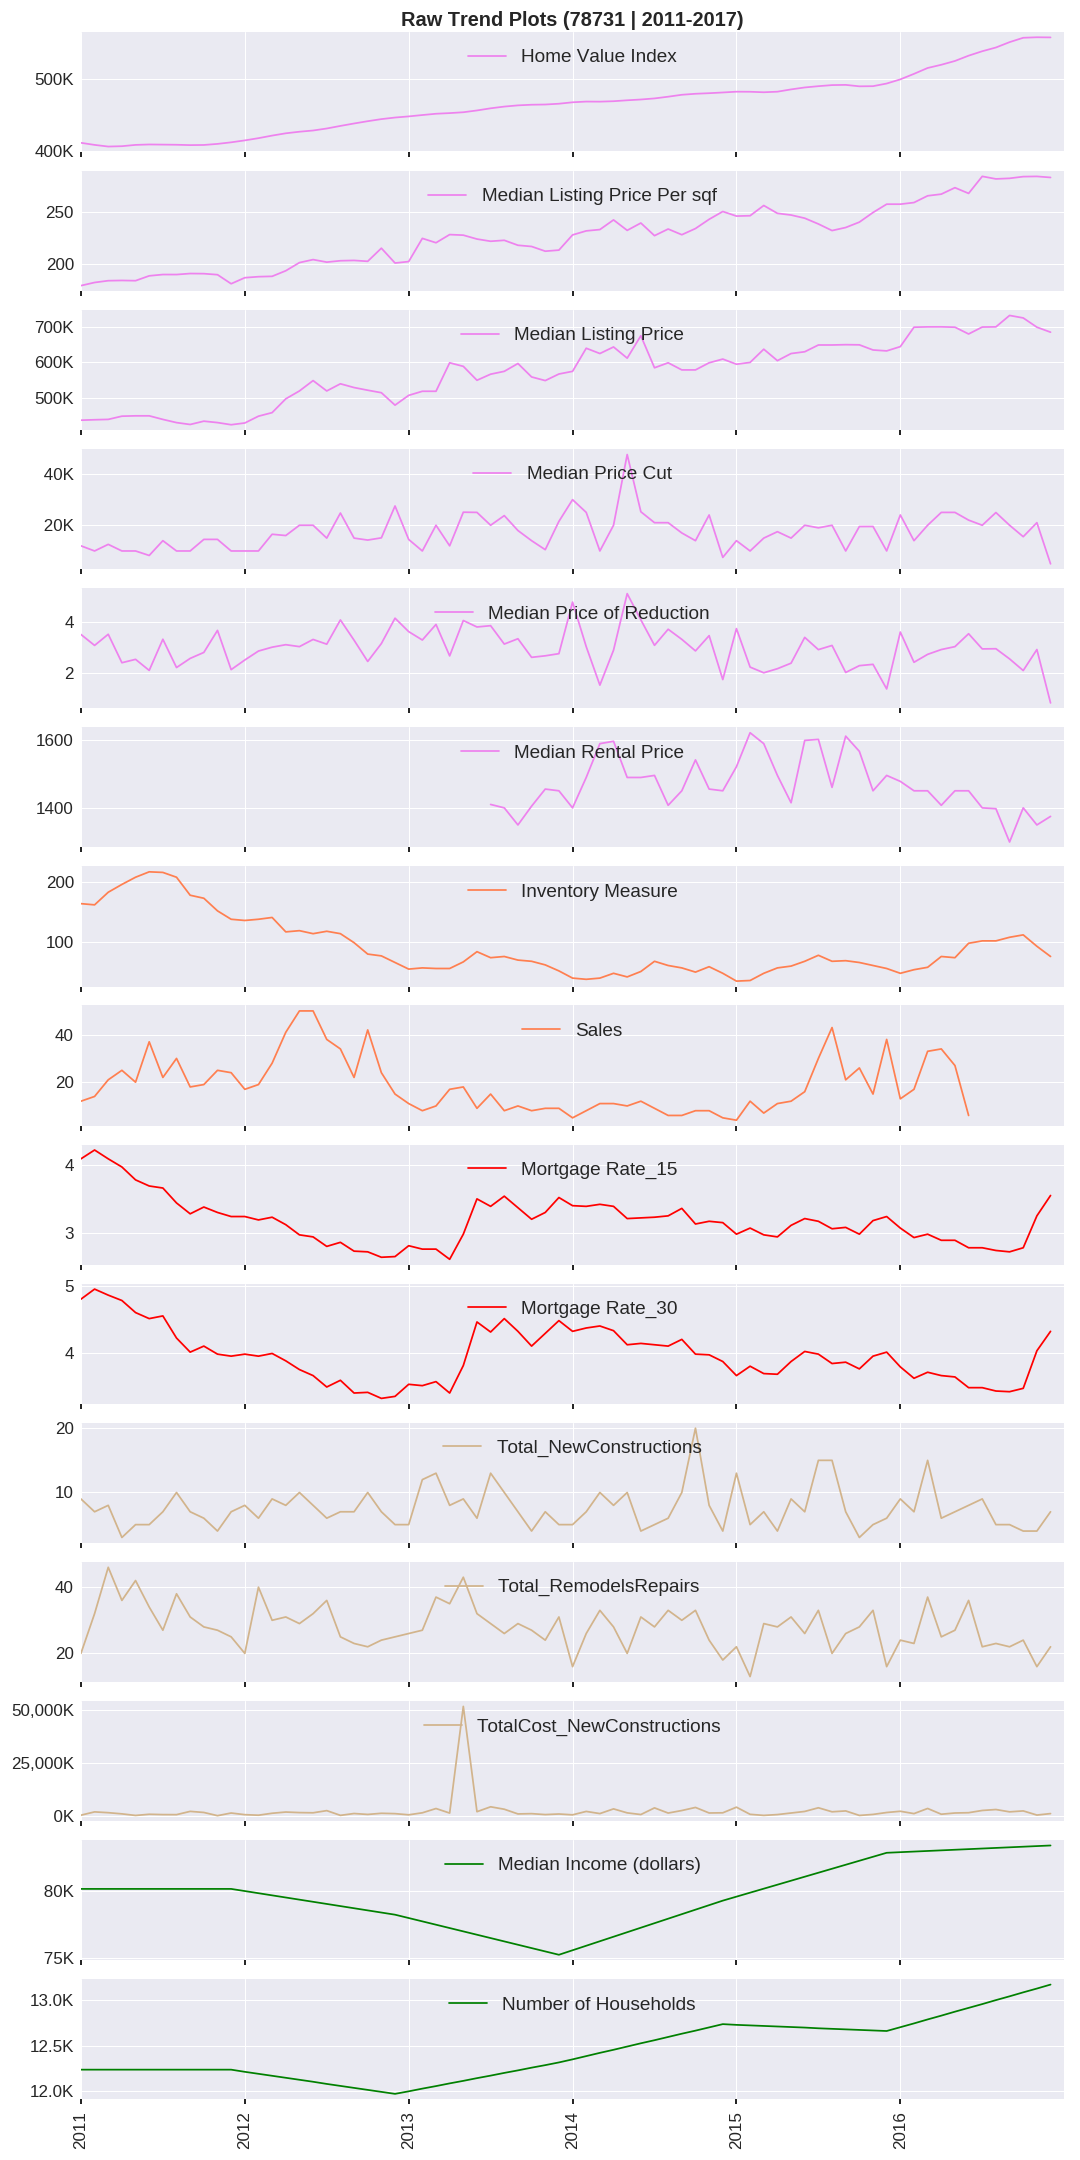 Raw Trend Plots (78731 | 2011-2017)
Home Value Index
500K
400K
Median Listing Price Per sqf
250
200
Median Listing Price
700K
600K
500K
Median Price Cut
40K
20K
Median Price of Reduction
4
2
Median Rental Price
1600
1400
Inventory Measure
200
100
Sales
40
20
Mortgage Rate_15
4
3
Mortgage Rate_30
5
4
Total_NewConstructions
20
10
Total_RemodelsRepairs
40
20
TotalCost_NewConstructions
50,000K
25,000K
0K
Median Income (dollars)
80K
75K
Number of Households
13.0K
12.5K
12.0K
2011
2012
2013
2014
2015
2016